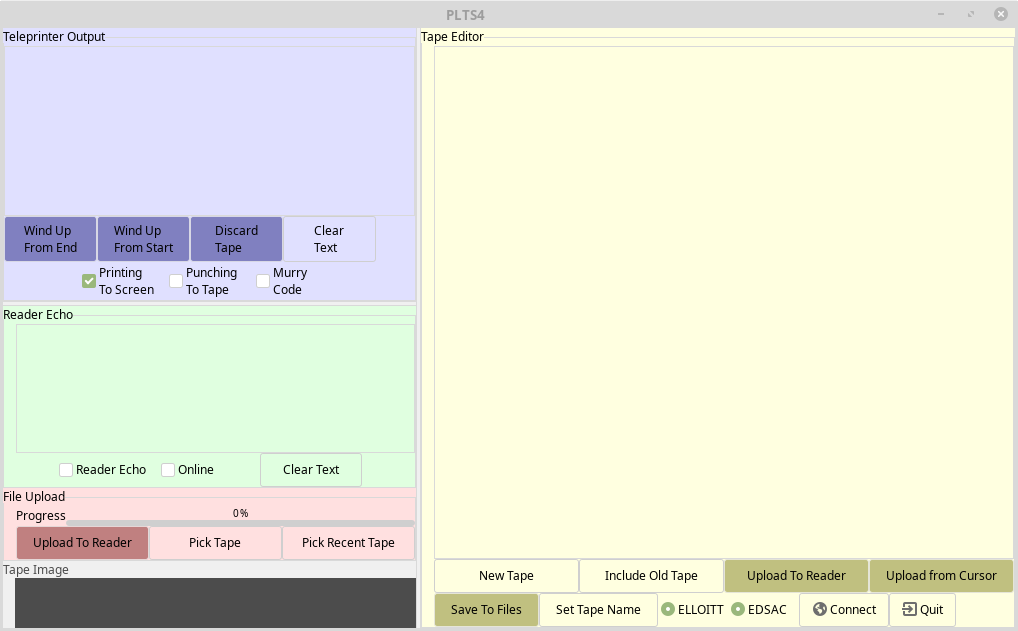 PLTS4
Teleprinter Output
Wind Up
From End
Wind Up
From Start
Discard
Tape
Clear
Text
Printing
To Screen
Punching
To Tape
Murry
Code
Reader Echo
Reader Echo
Online
Clear Text
File Upload
Progress
0%
Upload To Reader
Pick Tape
Pick Recent Tape
Tape Image
Tape Editor
New Tape
Include Old Tape
Upload To Reader
Upload from Cursor
Save To Files
Set Tape Name
ELLOITT
EDSAC
Connect
Quit